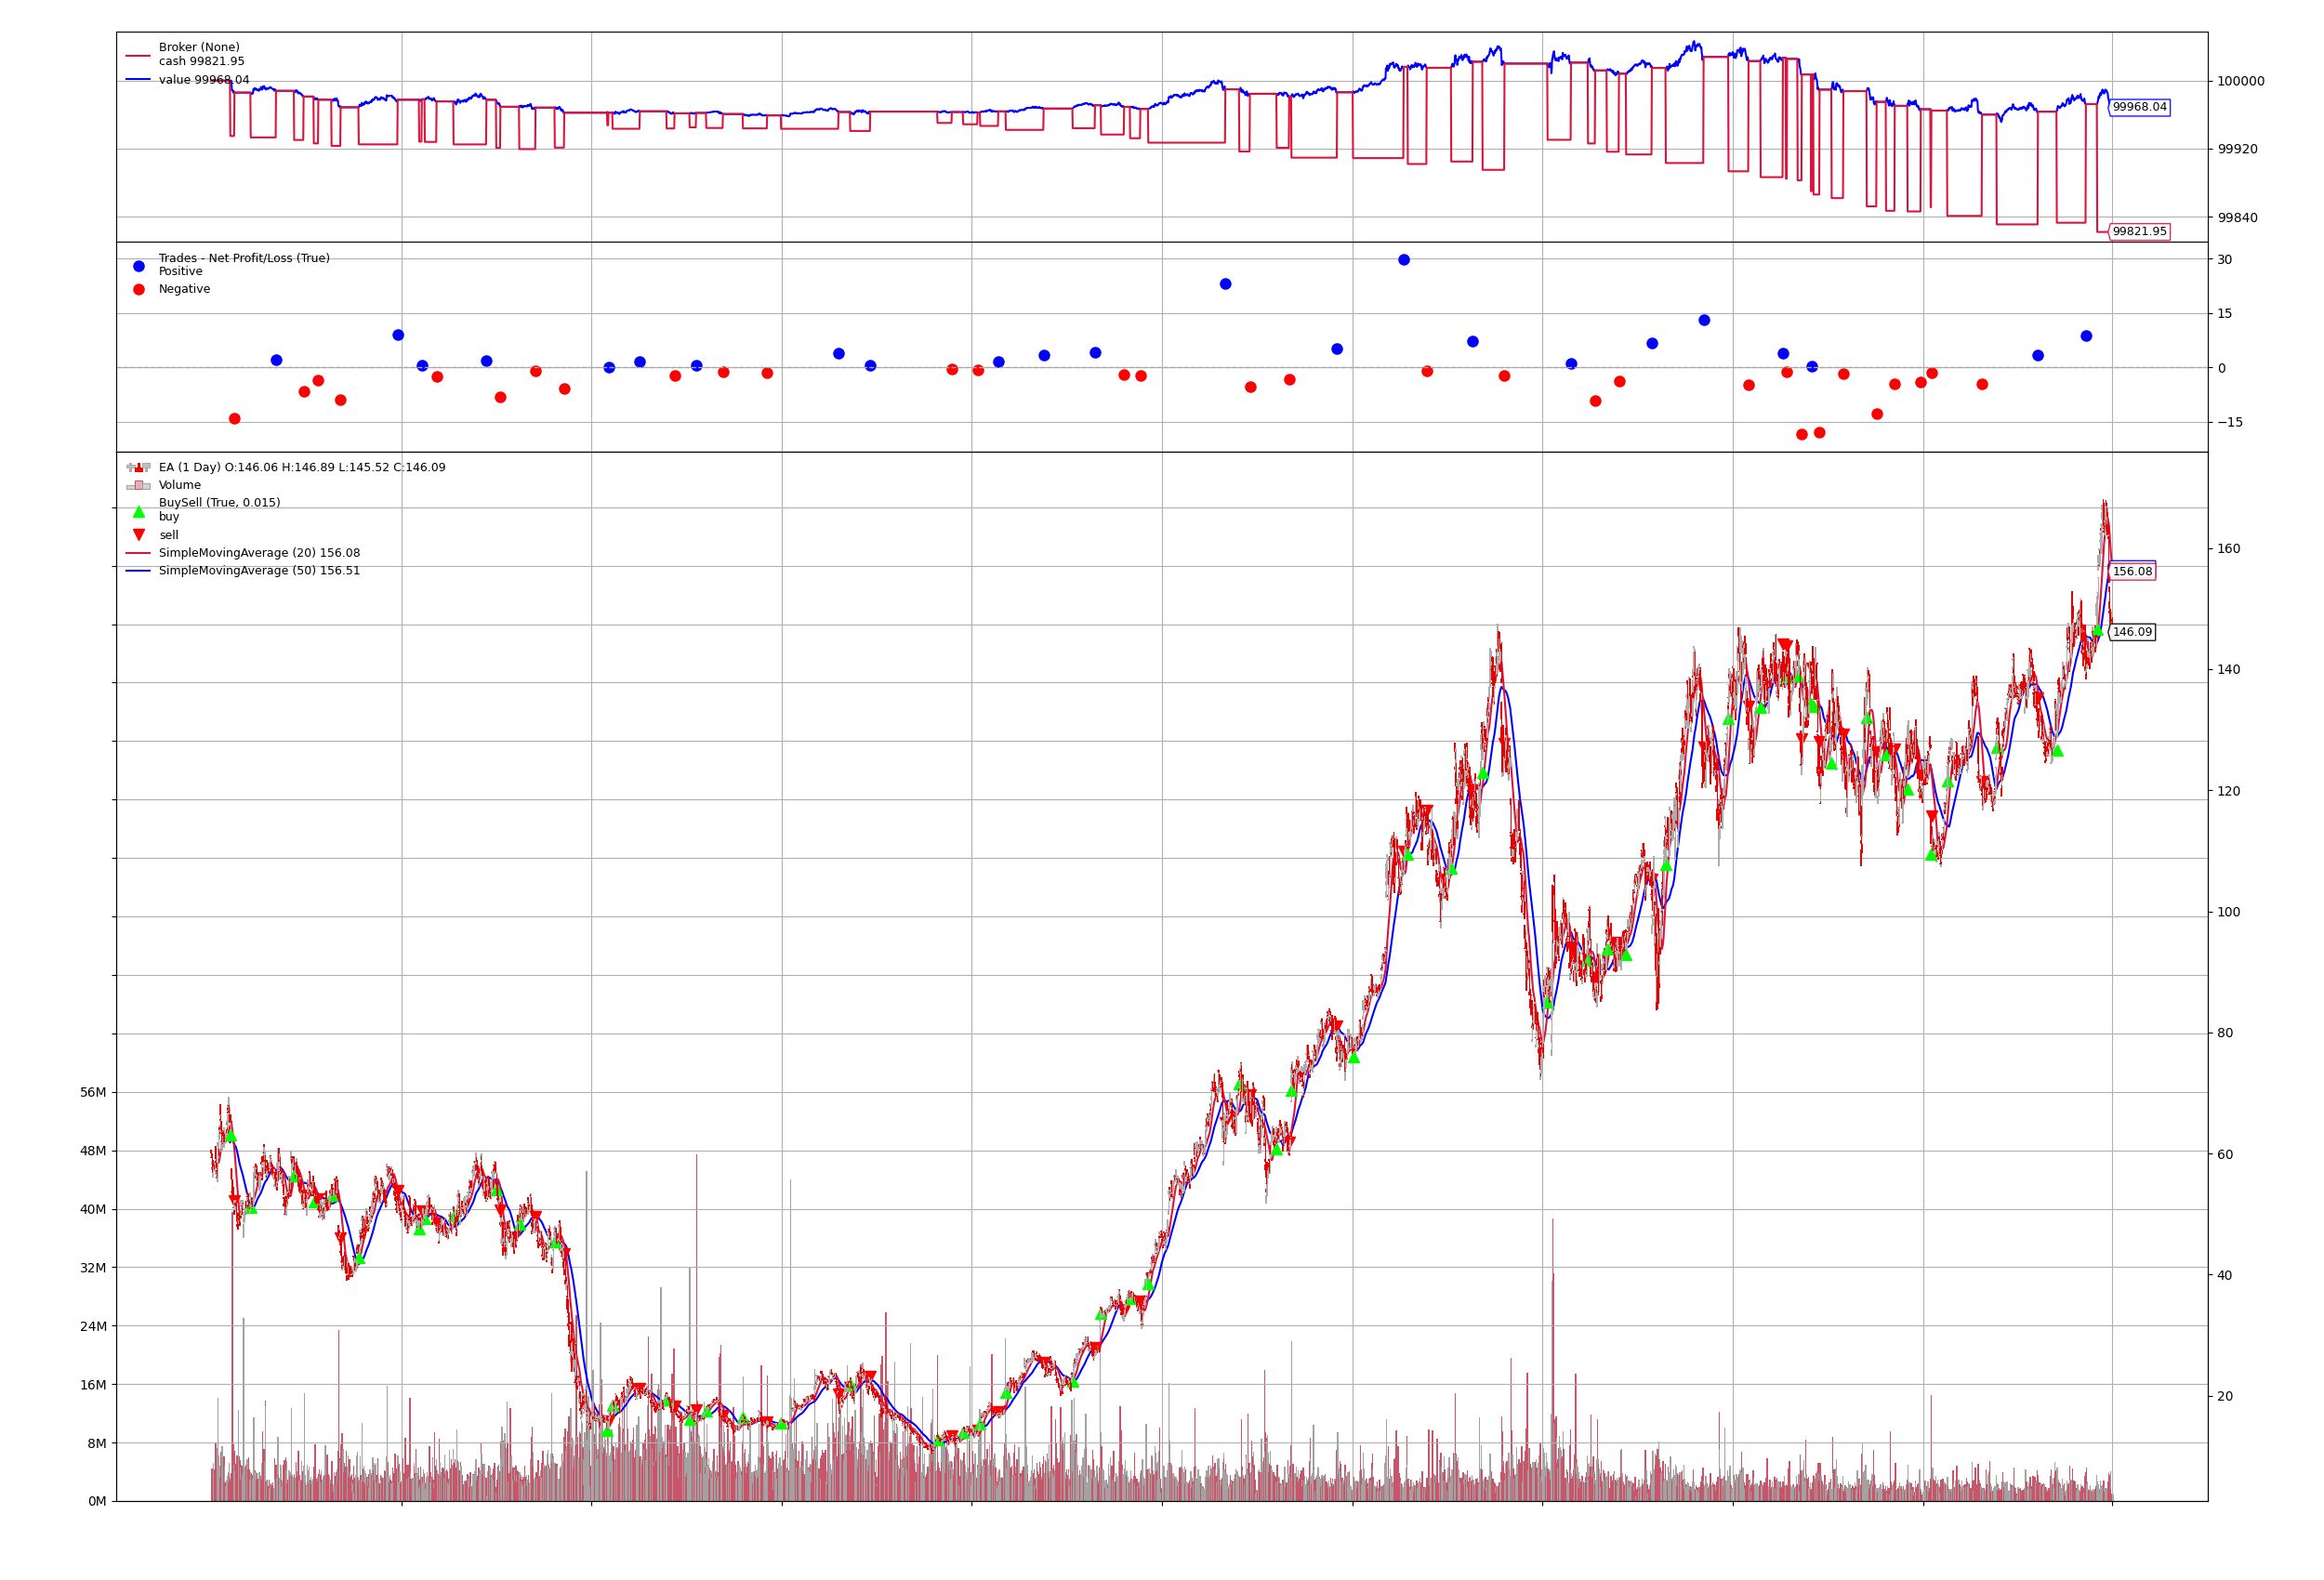 Broker (None)
cash 99821.95
value 99968.04
100000
99968.04
99920
99840
99821.95
Trades - Net Profit/Loss (True)
Positive
Negative
30
15
0
−15
EA (1 Day) O:146.06 H:146.89 L:145.52 C:146.09
Volume
BuySell (True, 0.015)
buy
sell
SimpleMovingAverage (20) 156.08
SimpleMovingAverage (50) 156.51
160
156.08
146.09
140
120
100
80
60
40
20
56M
48M
40M
32M
24M
16M
8M
0M